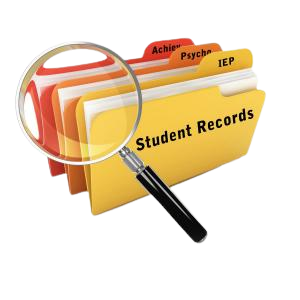 Achiev
Psycho
IEP
Student Records